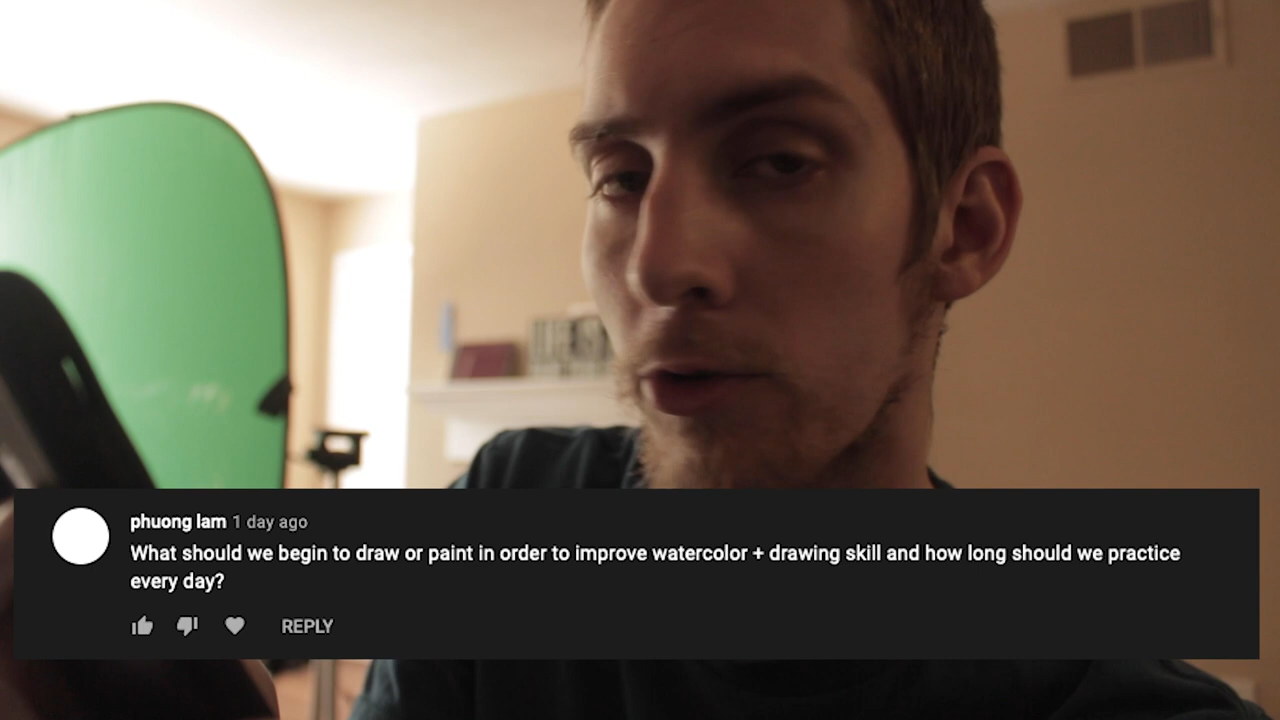 phuong lam 1 day ago
What should we begin to draw or paint in order to improve watercolor + drawing skill and how long should we practice
every day?
REPLY